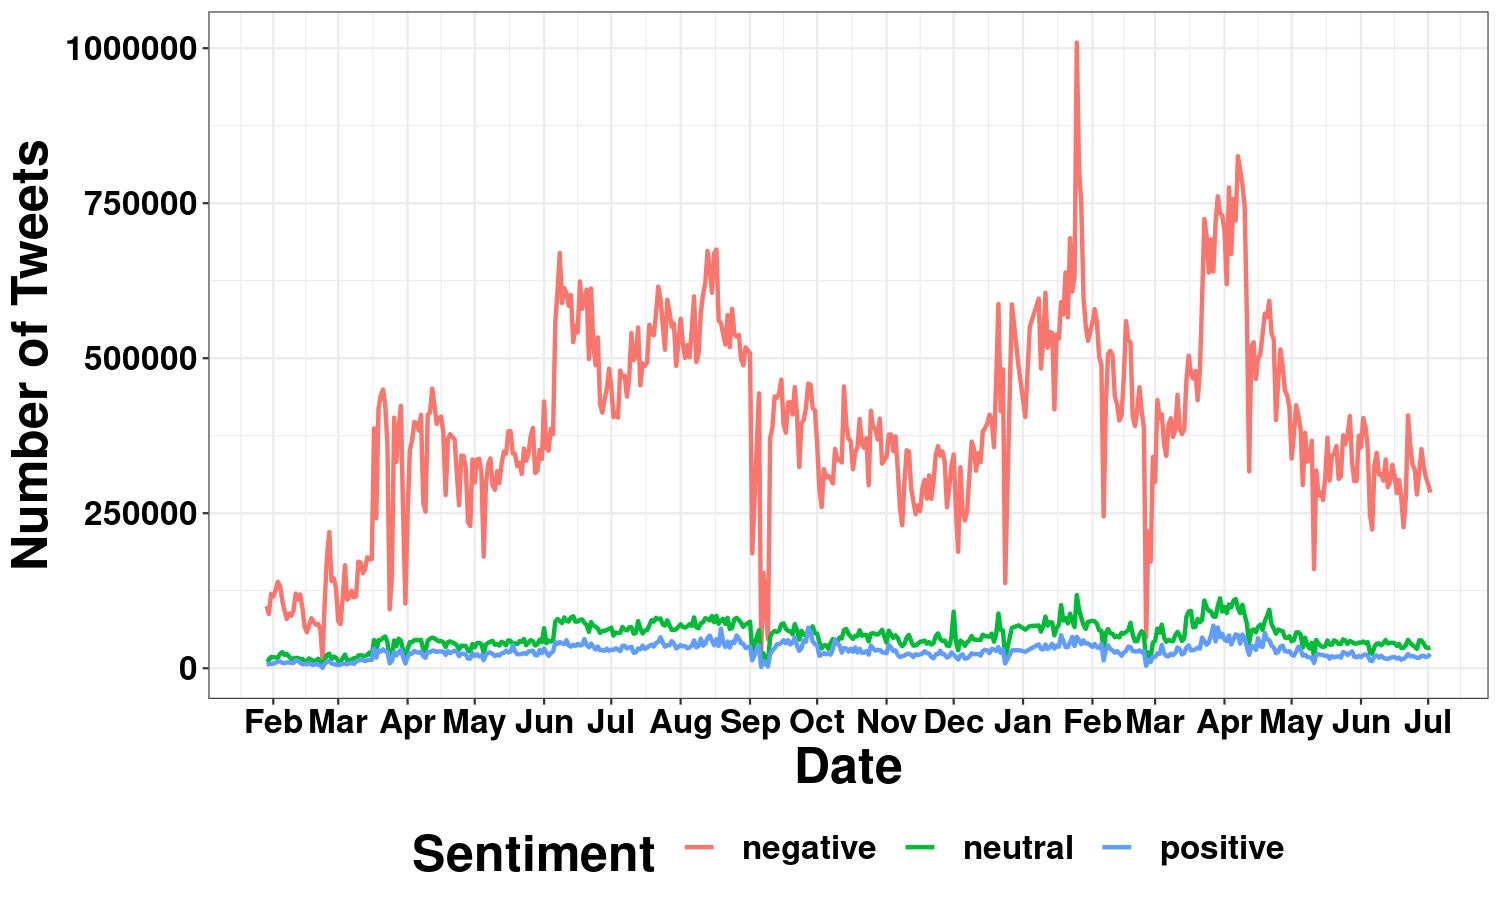 Number of Tweets
1000000
750000
500000
250000
0
Feb Mar Apr May Jun Jul Aug Sep Oct Nov Dec Jan Feb Mar Apr May Jun Jul
Date
Sentiment negative neutral positive